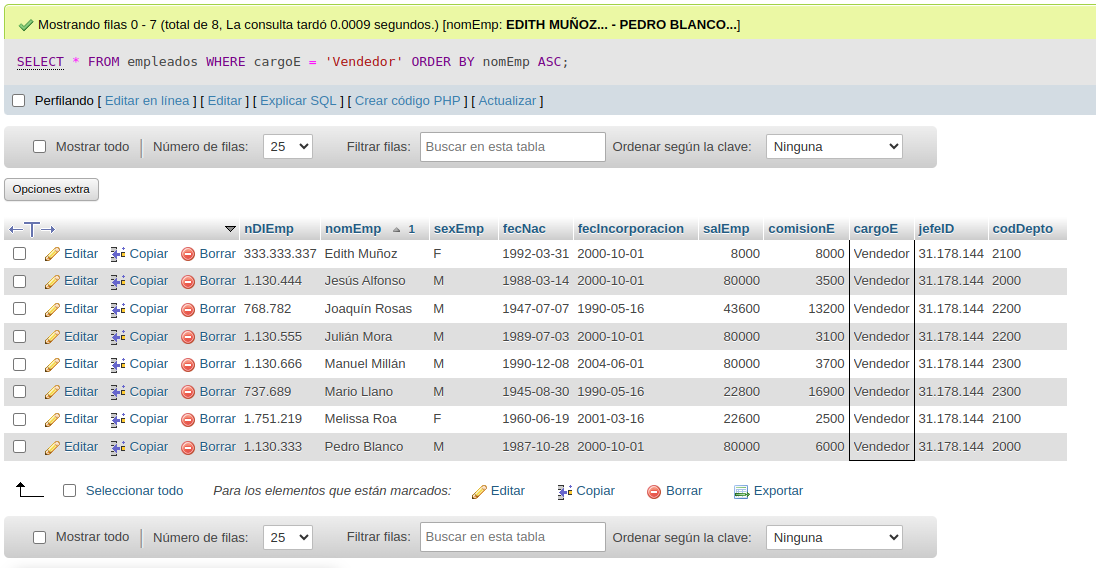 Mostrando filas 0 - 7 (total de 8, La consulta tardó 0.0009 segundos.) [nomEmp: EDITH MUÑOZ... - PEDRO BLANCO...]
SELECT * FROM empleados WHERE cargoE = 'Vendedor' ORDER BY nomEmp ASC;
Perfilando [ Editar en línea ] [ Editar ] [ Explicar SQL ] [ Crear código PHP ] [ Actualizar ]
Mostrar todo Número de filas: 25 Filtrar filas: Buscar en esta tabla Ordenar según la clave: Ninguna
Opciones extra
nDIEmp nomEmp 1 sexEmp fecNac fecIncorporacion salEmp comisionE cargoE jefeID codDepto
Editar Copiar Borrar 333.333.337 Edith Muñoz F 1992-03-31 2000-10-01 8000 8000 Vendedor 31.178.144 2100
Editar Copiar Borrar 1.130.444 Jesús Alfonso M 1988-03-14 2000-10-01 80000 3500 Vendedor 31.178.144 2000
Editar Copiar Borrar 768.782 Joaquín Rosas M 1947-07-07 1990-05-16 43600 13200 Vendedor 31.178.144 2200
Editar Copiar Borrar 1.130.555 Julián Mora M 1989-07-03 2000-10-01 80000 3100 Vendedor 31.178.144 2200
Editar Copiar Borrar 1.130.666 Manuel Millán M 1990-12-08 2004-06-01 80000 3700 Vendedor 31.178.144 2300
Editar Copiar Borrar 737.689 Mario Llano M 1945-08-30 1990-05-16 22800 16900 Vendedor 31.178.144 2300
Editar Copiar Borrar 1.751.219 Melissa Roa F 1960-06-19 2001-03-16 22600 2500 Vendedor 31.178.144 2100
Editar Copiar Borrar 1.130.333 Pedro Blanco M 1987-10-28 2000-10-01 80000 6000 Vendedor 31.178.144 2000
Seleccionar todo Para los elementos que están marcados: Editar Copiar Borrar Exportar
Mostrar todo Número de filas: 25 Filtrar filas: Buscar en esta tabla Ordenar según la clave: Ninguna